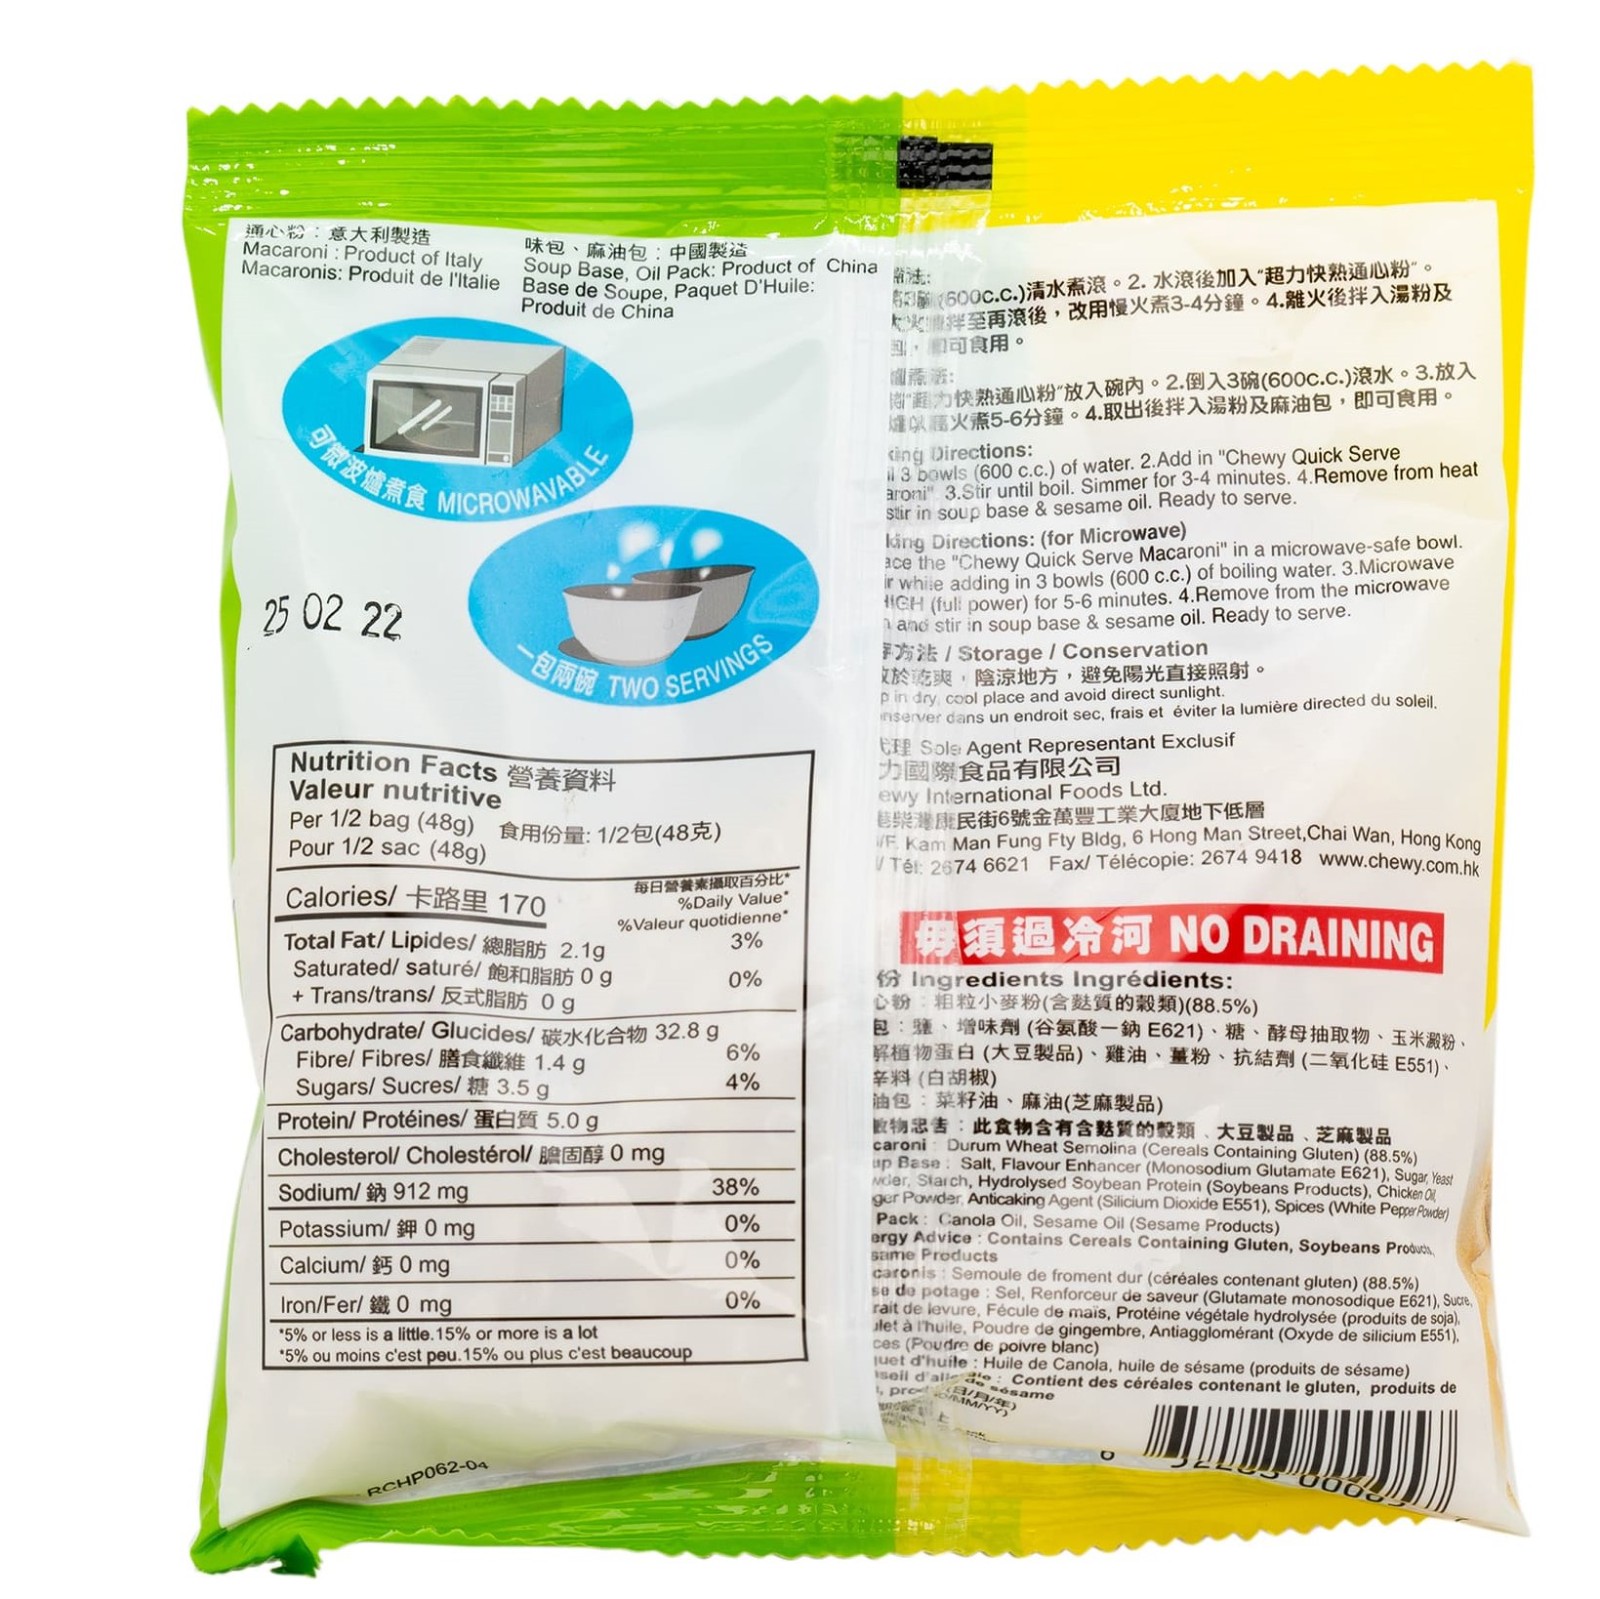 通心粉：意大利製造
Macaroni : Product of Italy
Macaronis: Produit de l'Italie
味包、麻油包：中國製造
Soup Base, Oil Pack: Product of China
Base de Soupe, Paquet D'Huile:
Produit de China
可微波爐煮食 MICROWAVABLE
25 02 22
一包兩碗 TWO SERVINGS
Nutrition Facts 營養資料
Valeur nutritive
Per 1/2 bag (48g)
Pour 1/2 sac (48g)
食用份量: 1/2包(48克)
Calories/ 卡路里 170
每日營養素攝取百分比*
%Daily Value*
%Valeur quotidienne*
Total Fat/ Lipides/ 總脂肪 2.1g 3%
Saturated/ saturé/ 飽和脂肪 0 g 0%
+ Trans/trans/ 反式脂肪 0 g
Carbohydrate/ Glucides/ 碳水化合物 32.8 g
Fibre/ Fibres/ 膳食纖維 1.4 g 6%
Sugars/ Sucres/ 糖 3.5 g 4%
Protein/ Protéines/ 蛋白質 5.0 g
Cholesterol/ Cholestérol/ 膽固醇 0 mg
Sodium/ 鈉 912 mg 38%
Potassium/ 鉀 0 mg 0%
Calcium/ 鈣 0 mg 0%
Iron/Fer/ 鐵 0 mg 0%
*5% or less is a little.15% or more is a lot
*5% ou moins c'est peu.15% ou plus c'est beaucoup
RCHP062-04
(600c.c.)清水煮滾。2. 水滾後加入"超力快熟通心粉"。
拌至再滾後，改用慢火煮3-4分鐘。4.離火後拌入湯粉及
即可食用。
力快熟通心粉"放入碗內。2.倒入3碗(600c.c.)滾水。3.放入
火煮5-6分鐘。4.取出後拌入湯粉及麻油包，即可食用。
Directions:
3 bowls (600 c.c.) of water. 2.Add in "Chewy Quick Serve
3.Stir until boil. Simmer for 3-4 minutes. 4.Remove from heat
stir in soup base & sesame oil. Ready to serve.
Directions: (for Microwave)
the "Chewy Quick Serve Macaroni" in a microwave-safe bowl.
while adding in 3 bowls (600 c.c.) of boiling water. 3.Microwave
HIGH (full power) for 5-6 minutes. 4.Remove from the microwave
and stir in soup base & sesame oil. Ready to serve.
方法 / Storage / Conservation
於乾爽，陰涼地方，避免陽光直接照射。
in dry, cool place and avoid direct sunlight.
dans un endroit sec, frais et éviter la lumière directed du soleil.
代理 Sole Agent Representant Exclusif
力國際食品有限公司
International Foods Ltd.
柴灣康民街6號金萬豐工業大廈地下低層
Kam Man Fung Fty Bldg, 6 Hong Man Street,Chai Wan, Hong Kong
Tél: 2674 6621 Fax/ Télécopie: 2674 9418 www.chewy.com.hk
毋須過冷河 NO DRAINING
份 Ingredients Ingrédients:
心粉：粗粒小麥粉(含麩質的穀類)(88.5%)
包：鹽、增味劑 (谷氨酸一鈉 E621)、糖、酵母抽取物、玉米澱粉、
解植物蛋白 (大豆製品)、雞油、薑粉、抗結劑 (二氧化硅 E551)、
辛料 (白胡椒)
油包：菜籽油、麻油(芝麻製品)
敏物忠告：此食物含有含麩質的穀類、大豆製品、芝麻製品
Durum Wheat Semolina (Cereals Containing Gluten) (88.5%)
Base : Salt, Flavour Enhancer (Monosodium Glutamate E621), Sugar, Yeast
Starch, Hydrolysed Soybean Protein (Soybeans Products), Chicken Oil,
Powder, Anticaking Agent (Silicium Dioxide E551), Spices (White Pepper Powder)
Pack : Canola Oil, Sesame Oil (Sesame Products)
Advice : Contains Cereals Containing Gluten, Soybeans Products,
Products
Semoule de froment dur (céréales contenant gluten) (88.5%)
de potage : Sel, Renforceur de saveur (Glutamate monosodique E621), Sucre,
de levure, Fécule de maïs, Protéine végétale hydrolysée (produits de soja),
à l'huile, Poudre de gingembre, Antiagglomérant (Oxyde de silicium E551),
(Poudre de poivre blanc)
d'huile : Huile de Canola, huile de sésame (produits de sésame)
Contient des céréales contenant le gluten, produits de
de sésame
(日/月/年)